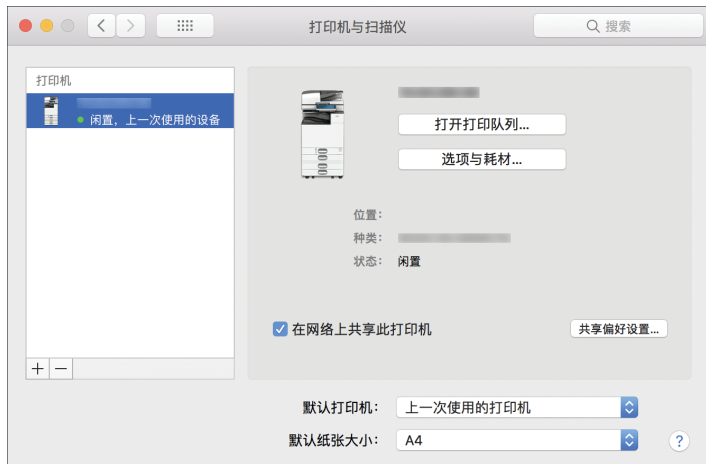 打印机与扫描仪
搜索
打印机
闲置，上一次使用的设备
打开打印队列...
选项与耗材...
位置：
种类：
状态： 闲置
在网络上共享此打印机
共享偏好设置...
+ −
默认打印机： 上一次使用的打印机
默认纸张大小： A4
?